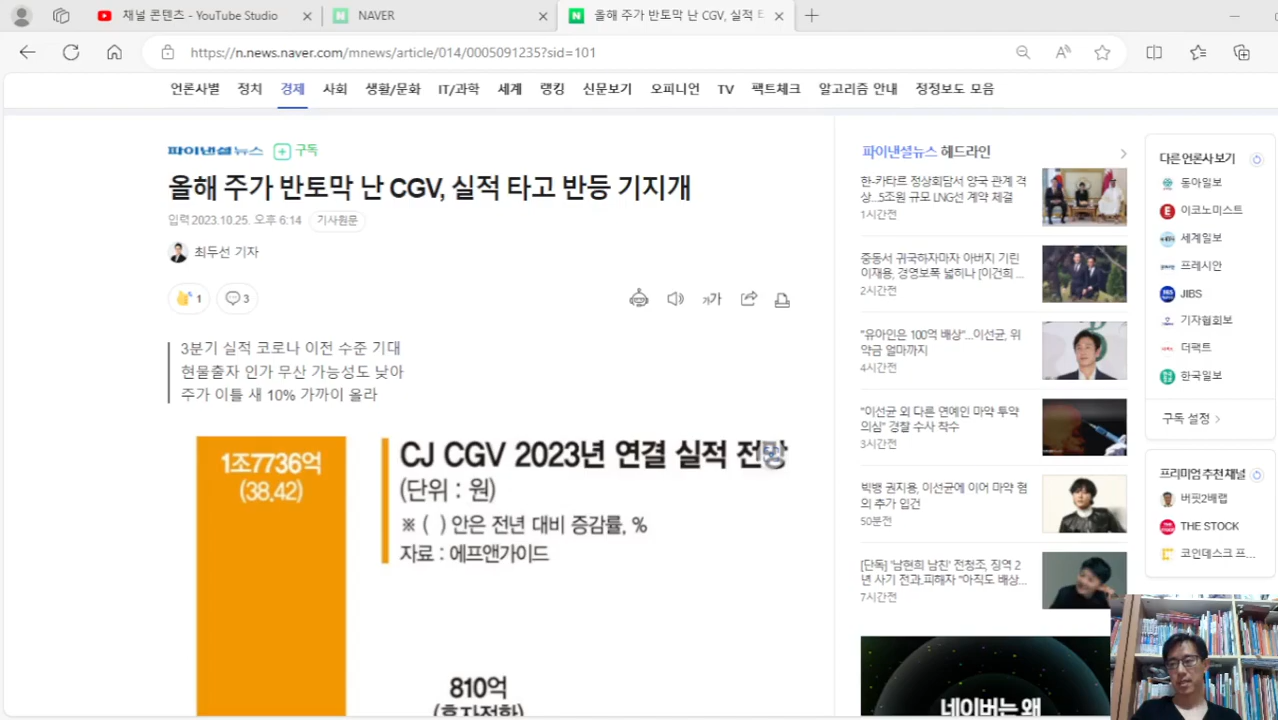 채널 콘텐츠 - YouTube Studio
NAVER
올해 주가 반토막 난 CGV, 실적 E
https://n.news.naver.com/mnews/article/014/0005091235?sid=101
언론사별 정치 경제 사회 생활/문화 IT/과학 세계 랭킹 신문보기 오피니언 TV 팩트체크 알고리즘 안내 정정보도 모음
파이낸셜뉴스 구독
올해 주가 반토막 난 CGV, 실적 타고 반등 기지개
입력 2023.10.25. 오후 6:14 기사원문
최두선 기자
1
3
가가
3분기 실적 코로나 이전 수준 기대
현물출자 인가 무산 가능성도 낮아
주가 이틀 새 10% 가까이 올라
1조7736억
(38.42)
CJ CGV 2023년 연결 실적 전망
(단위 : 원)
※ ( ) 안은 전년 대비 증감률, %
자료 : 에프앤가이드
810억
(흑자전환)
파이낸셜뉴스 헤드라인
한-카타르 정상회담서 양국 관계 격
상...5조원 규모 LNG선 계약 체결
1시간전
중동서 귀국하자마자 아버지 기린
이재용, 경영보폭 넓히나 [이건희 ...
2시간전
"유아인은 100억 배상"...이선균, 위
약금 얼마까지
4시간전
"이선균 외 다른 연예인 마약 투약
의심" 경찰 수사 착수
3시간전
빅뱅 권지용, 이선균에 이어 마약 혐
의 추가 입건
50분전
[단독] '남현희 남친' 전청조, 징역 2
년 사기 전과,피해자 "아직도 배상...
7시간전
네이버는 왜
다른 언론사 보기
동아일보
이코노미스트
세계일보
프레시안
JIBS
기자협회보
더팩트
한국일보
구독 설정
프리미엄 추천 채널
버핏2배랩
THE STOCK
코인데스크 프...